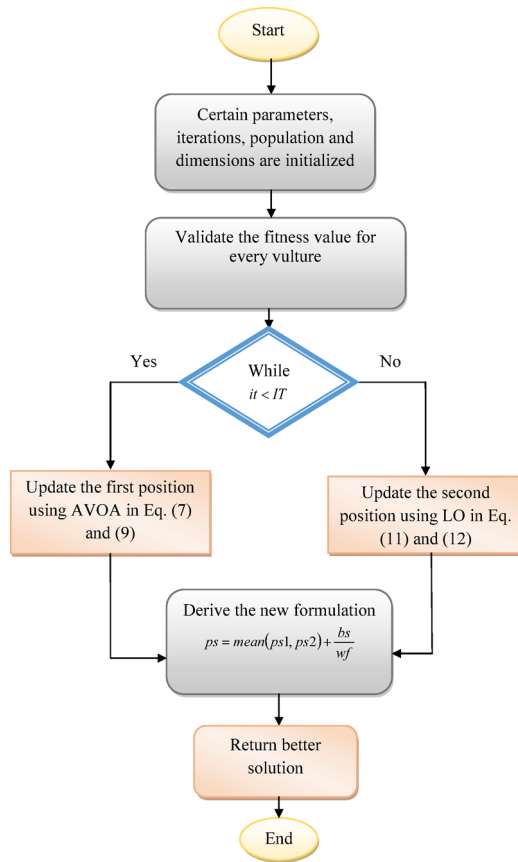 Start
Certain parameters,
iterations, population and
dimensions are initialized
Validate the fitness value for
every vulture
Yes
While
it < IT
No
Update the first position
using AVOA in Eq. (7)
and (9)
Update the second
position using LO in Eq.
(11) and (12)
Derive the new formulation
ps = mean(ps1, ps2) + bs/wf
Return better
solution
End